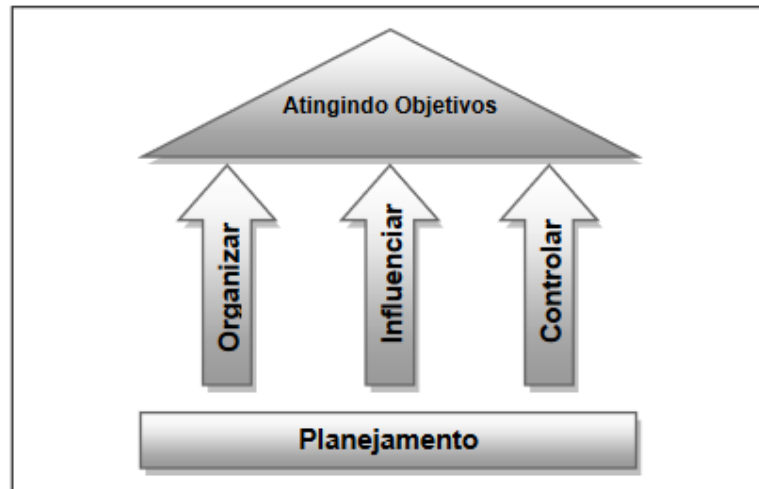 Atingindo Objetivos
Organizar
Influenciar
Controlar
Planejamento